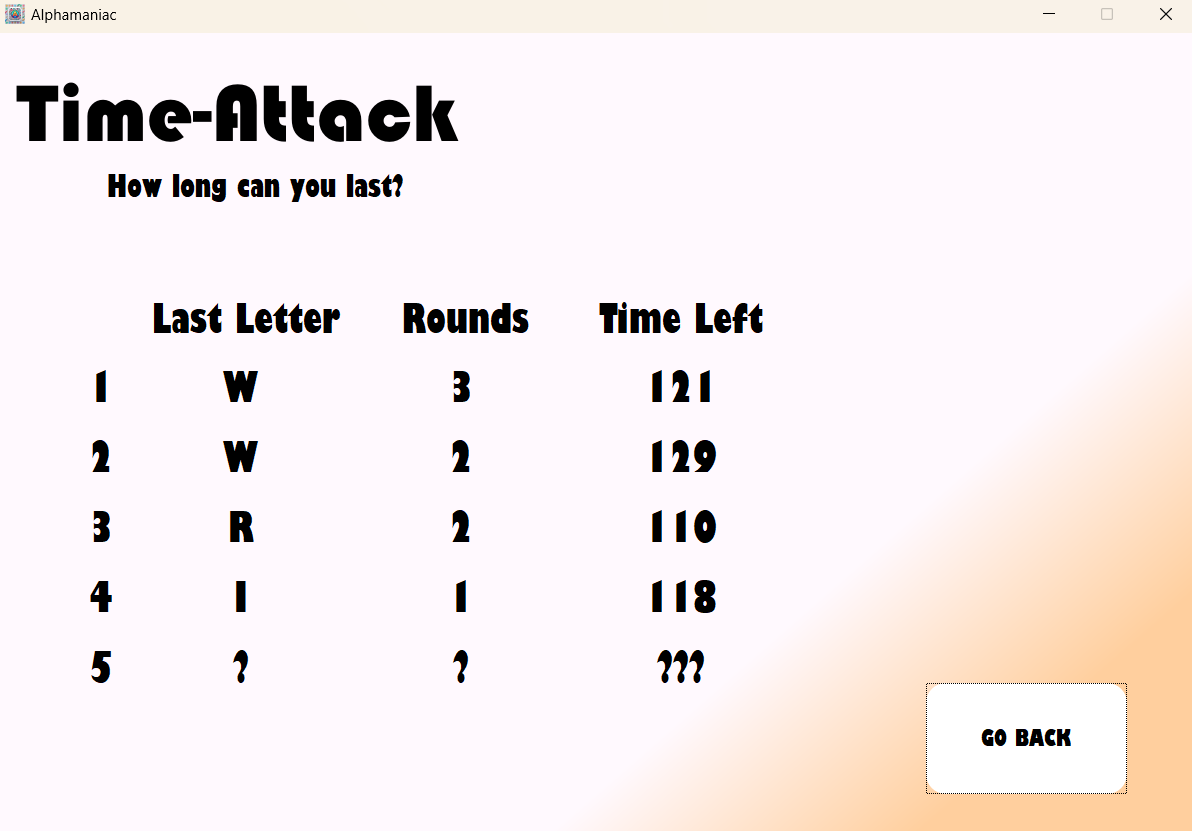 Alphamaniac
Time-Attack
How long can you last?
Last Letter Rounds Time Left
1 W 3 121
2 W 2 129
3 R 2 110
4 I 1 118
5 ? ? ???
GO BACK